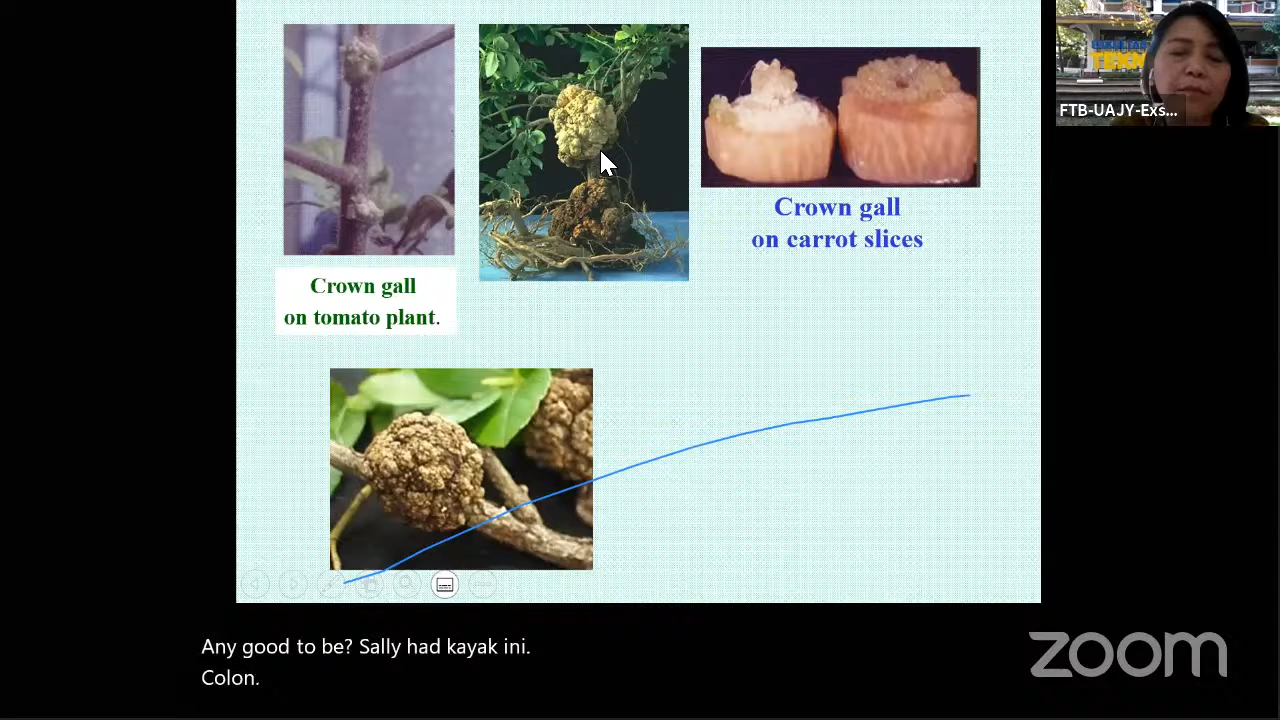 Crown gall
on carrot slices
Crown gall
on tomato plant.
TEKN
FTB-UAJY-Exs...
Any good to be? Sally had kayak ini.
Colon.
zoom